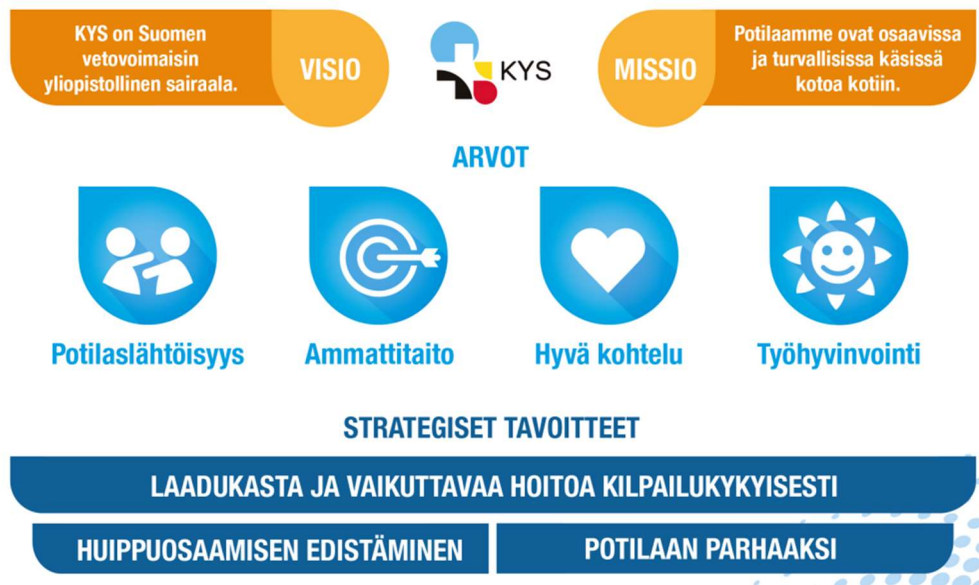 KYS on Suomen
vetovoimaisin
yliopistollinen sairaala.
VISIO
KYS
MISSIO
Potilaamme ovat osaavissa
ja turvallisissa käsissä
kotoa kotiin.
ARVOT
Potilaslähtöisyys
Ammattitaito
Hyvä kohtelu
Työhyvinvointi
STRATEGISET TAVOITTEET
LAADUKASTA JA VAIKUTTAVAA HOITOA KILPAILUKYKYISESTI
HUIPPUOSAAMISEN EDISTÄMINEN
POTILAAN PARHAAKSI